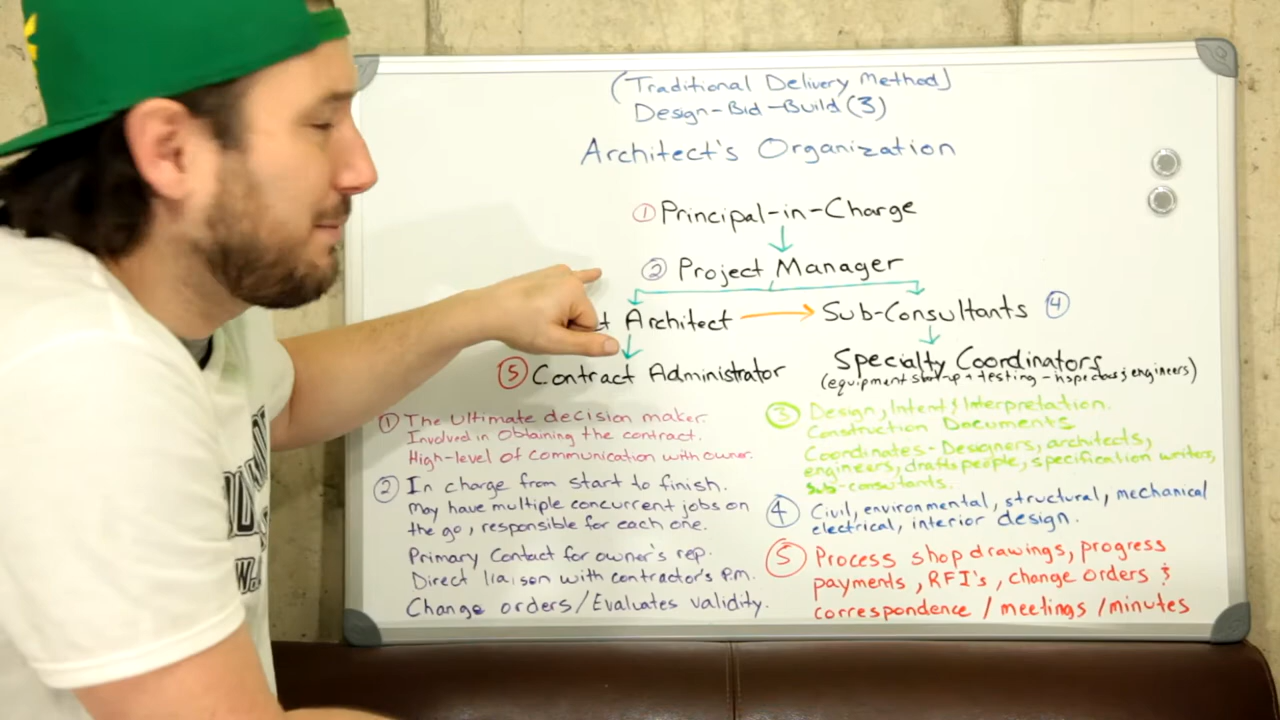 (Traditional Delivery Method)
Design-Bid-Build (3)
Architect's Organization
① Principal-in-Charge
② Project Manager
t Architect → Sub-Consultants ④
⑤ Contract Administrator
Specialty Coordinators
(equipment start-up + testing - inspectors & engineers)
① The Ultimate decision maker.
Involved in Obtaining the contract.
High-level of communication with owner.
② In charge from start to finish.
May have multiple concurrent jobs on
the go, responsible for each one.
Primary Contact for owner's rep.
Direct liaison with contractor's P.M.
Change orders/Evaluates validity.
③ Design, Intent & Interpretation.
Construction Documents
Coordinates - Designers, architects,
engineers, drafts people, specification writers,
sub-consultants.
④ Civil, environmental, structural, mechanical
electrical, interior design.
⑤ Process shop drawings, progress
payments, RFI's, change orders &
correspondence / meetings / minutes